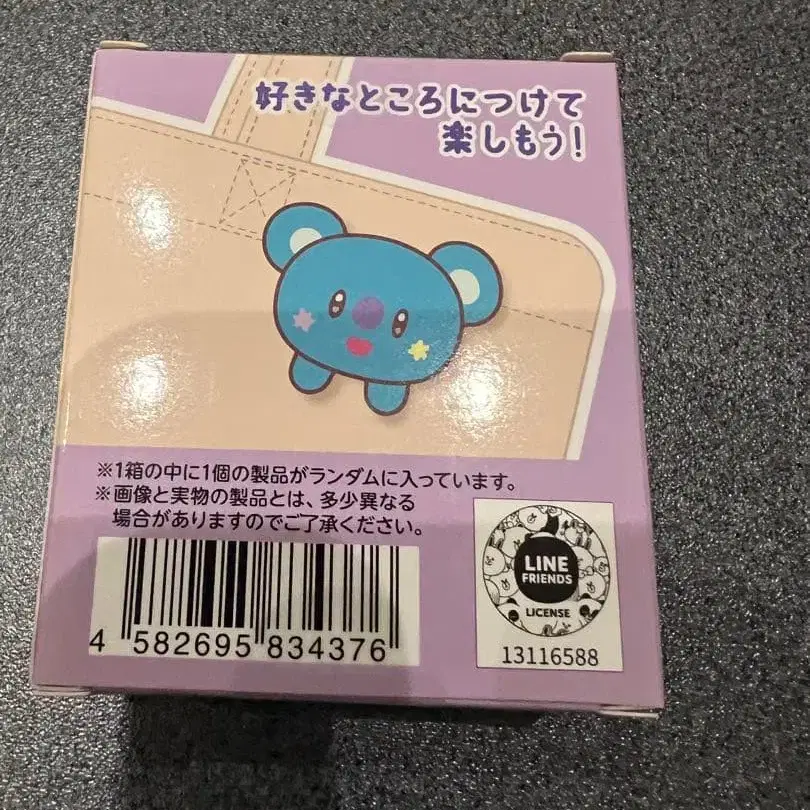 好きなところにつけて
楽しもう!
※1箱の中に1個の製品がランダムに入っています。
※画像と実物の製品とは、多少異なる
場合がありますのでご了承ください。
4 582695 834376
LINE
FRIENDS
LICENSE
13116588